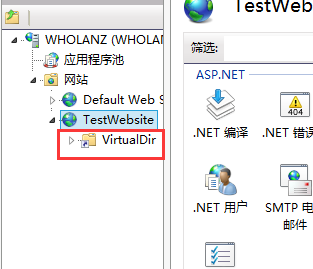 WHOLANZ (WHOLAN
应用程序池
网站
Default Web S
TestWebsite
VirtualDir
TestWeb
筛选:
ASP.NET
.NET 编译
404
.NET 错误
.NET 用户
SMTP 电
邮件